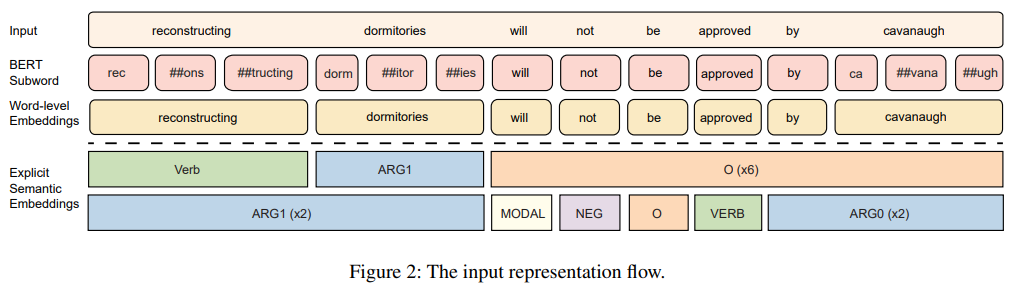 Input reconstructing dormitories will not be approved by cavanaugh
BERT
Subword
rec ##ons ##tructing dorm ##itor ##ies will not be approved by ca ##vana ##ugh
Word-level
Embeddings
reconstructing dormitories will not be approved by cavanaugh
Explicit
Semantic
Embeddings
Verb ARG1 O (x6)
ARG1 (x2) MODAL NEG O VERB ARG0 (x2)
Figure 2: The input representation flow.